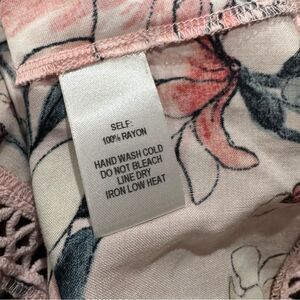 SELF:
100% RAYON
HAND WASH COLD
DO NOT BLEACH
LINE DRY
IRON LOW HEAT